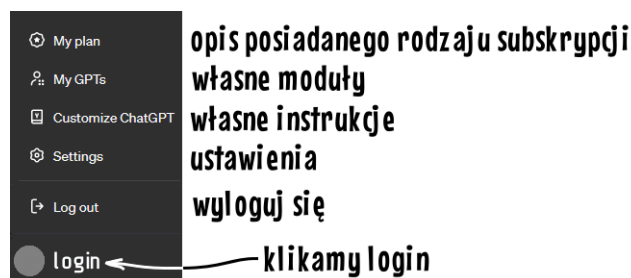 My plan opis posiadanego rodzaju subskrypcji
My GPTs własne moduły
Customize ChatGPT własne instrukcje
Settings ustawienia
Log out wyloguj się
login klikamy login